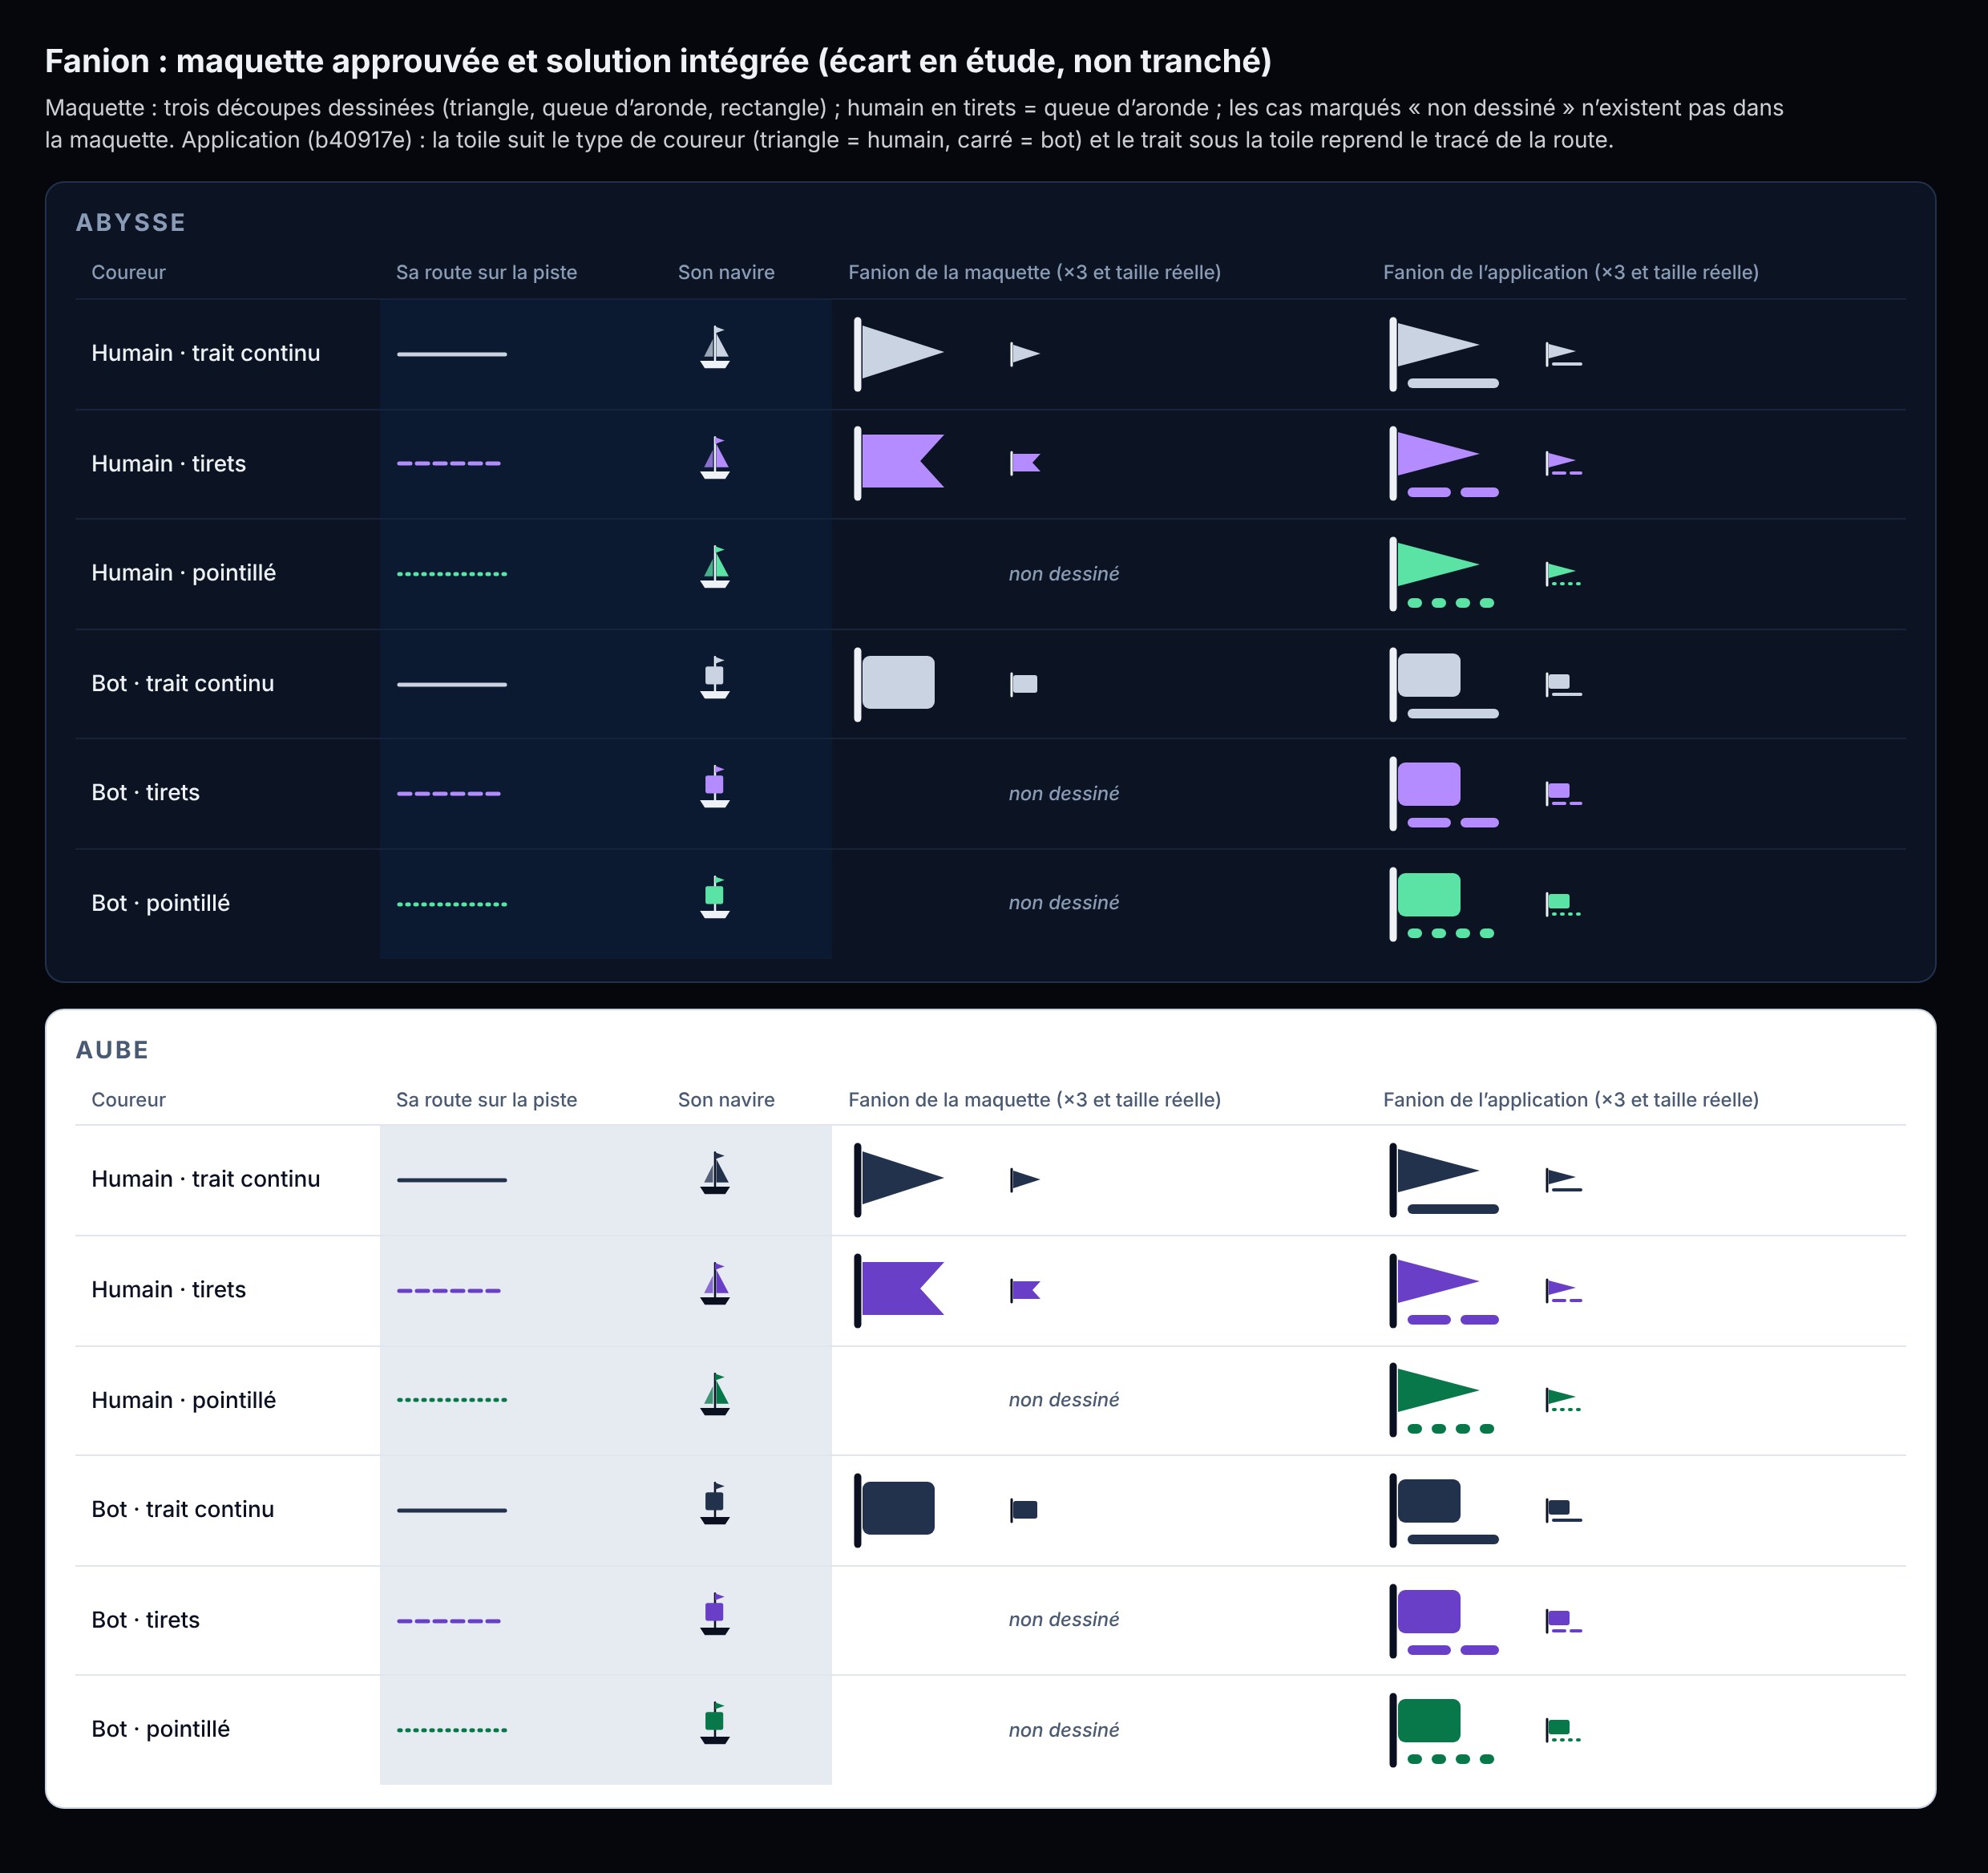 Fanion : maquette approuvée et solution intégrée (écart en étude, non tranché)
Maquette : trois découpes dessinées (triangle, queue d’aronde, rectangle) ; humain en tirets = queue d’aronde ; les cas marqués « non dessiné » n’existent pas dans
la maquette. Application (b40917e) : la toile suit le type de coureur (triangle = humain, carré = bot) et le trait sous la toile reprend le tracé de la route.
ABYSSE
Coureur Sa route sur la piste Son navire Fanion de la maquette (×3 et taille réelle) Fanion de l’application (×3 et taille réelle)
Humain · trait continu
Humain · tirets
Humain · pointillé non dessiné
Bot · trait continu
Bot · tirets non dessiné
Bot · pointillé non dessiné
AUBE
Coureur Sa route sur la piste Son navire Fanion de la maquette (×3 et taille réelle) Fanion de l’application (×3 et taille réelle)
Humain · trait continu
Humain · tirets
Humain · pointillé non dessiné
Bot · trait continu
Bot · tirets non dessiné
Bot · pointillé non dessiné